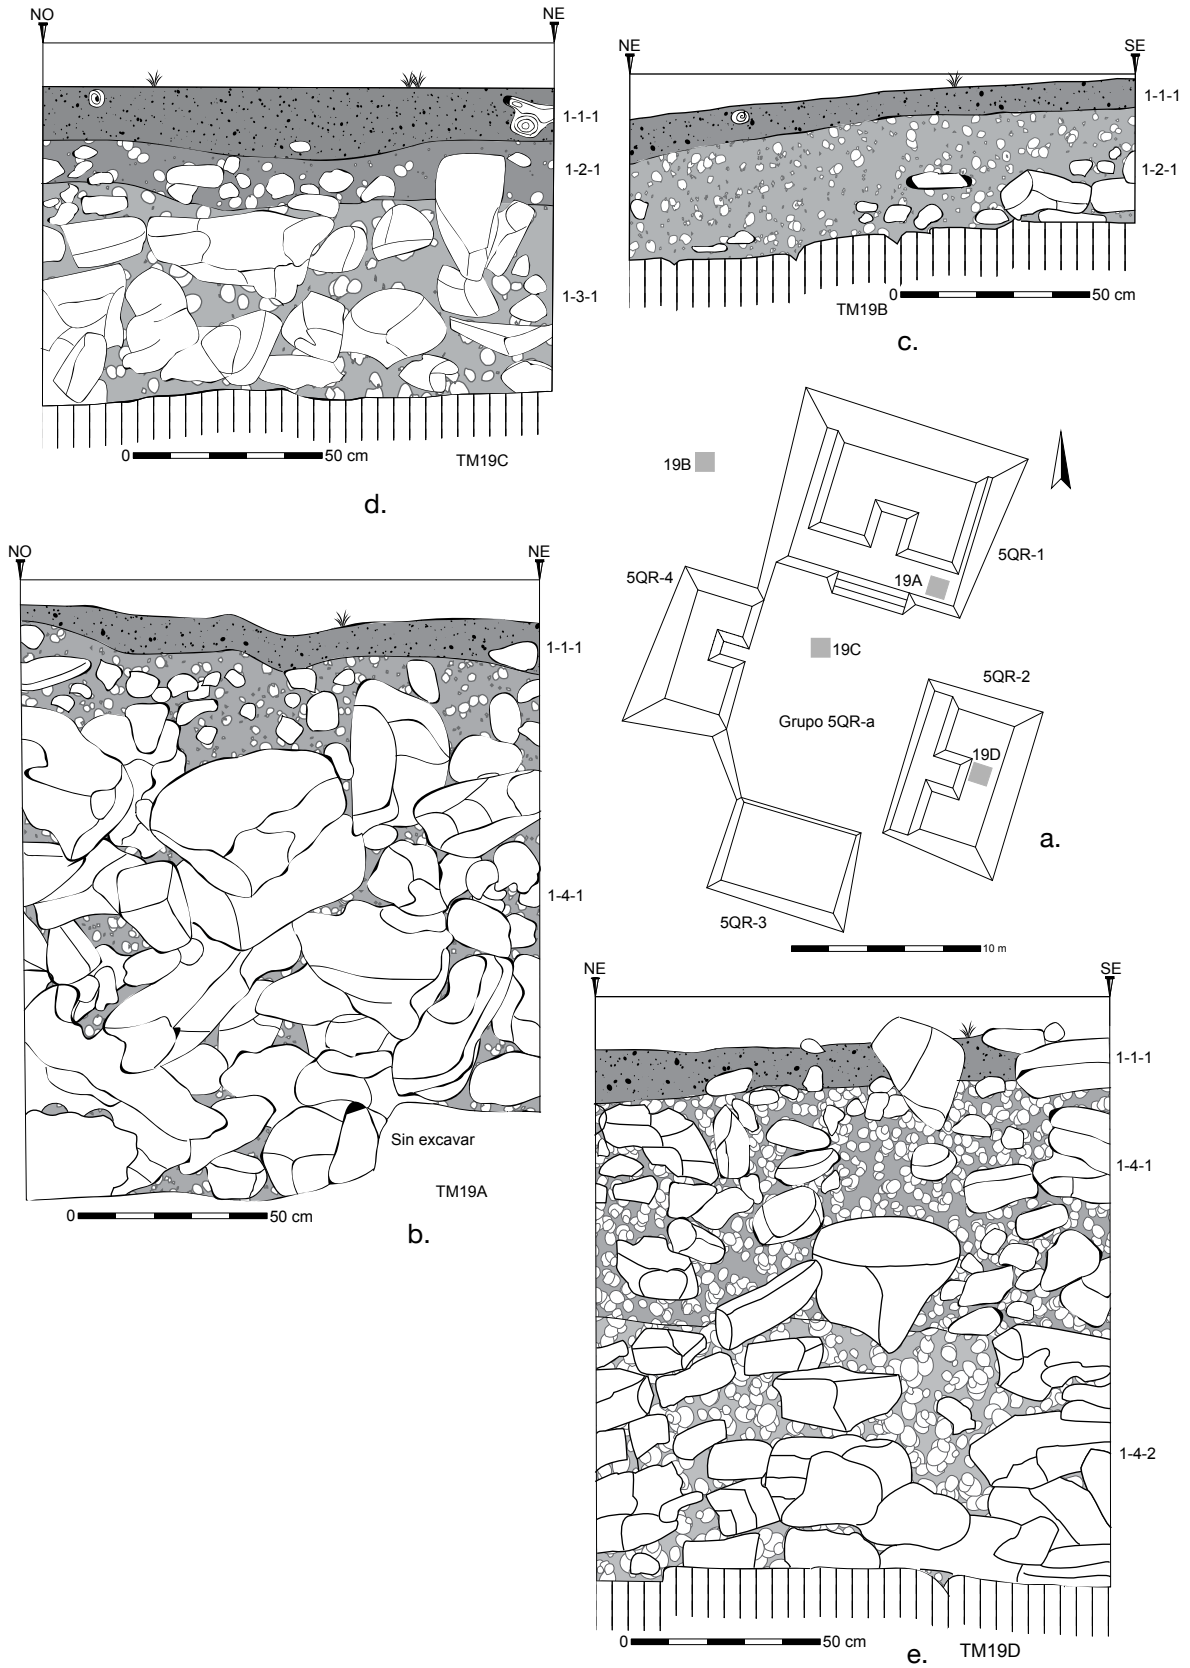 NO NE
1-1-1
1-2-1
1-3-1
0 50 cm
TM19C
d.
NE SE
1-1-1
1-2-1
0 50 cm
TM19B
c.
19B
5QR-1
5QR-4
19A
19C
5QR-2
Grupo 5QR-a
19D
a.
5QR-3
10 m
NO NE
1-1-1
1-4-1
Sin excavar
TM19A
0 50 cm
b.
NE SE
1-1-1
1-4-1
1-4-2
0 50 cm
e.
TM19D